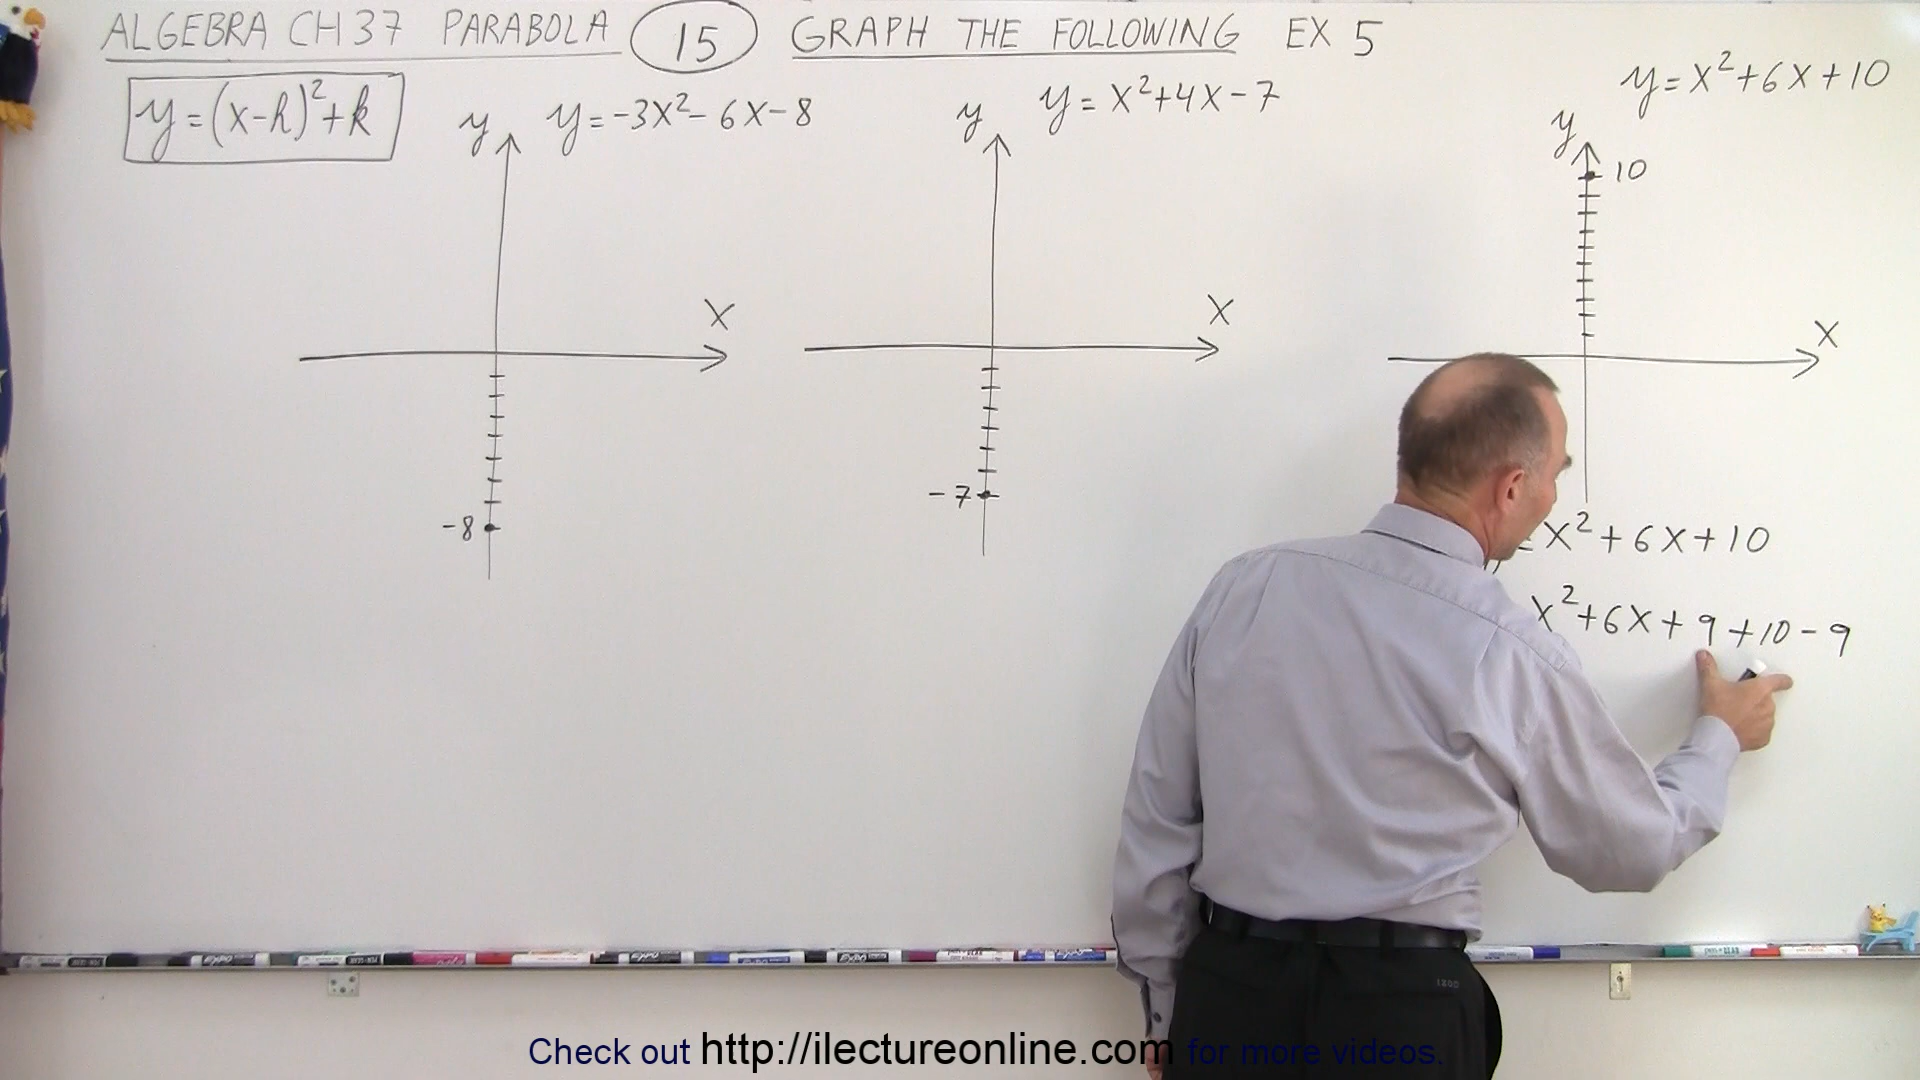 ALGEBRA CH 37 PARABOLA 15 GRAPH THE FOLLOWING EX 5
y=(x-h)²+k
y y=-3x²-6x-8
y y=x²+4x-7
y=x²+6x+10
y
10
x
x
x
-8
-7
=x²+6x+10
x²+6x+9+10-9
Check out http://ilectureonline.com for more videos.